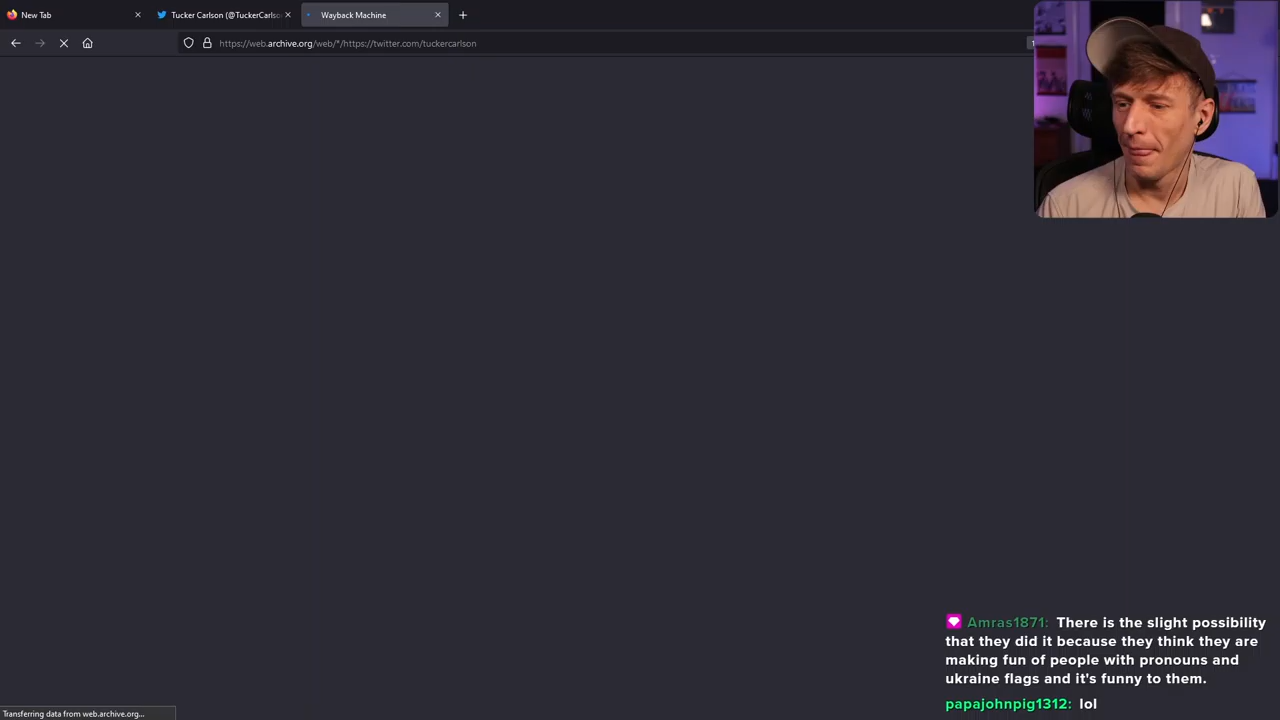 New Tab
Tucker Carlson (@TuckerCarlso
Wayback Machine
https://web.archive.org/web/*/https://twitter.com/tuckercarlson
Amras1871: There is the slight possibility
that they did it because they think they are
making fun of people with pronouns and
ukraine flags and it's funny to them.
papajohnpig1312: lol
Transferring data from web.archive.org...